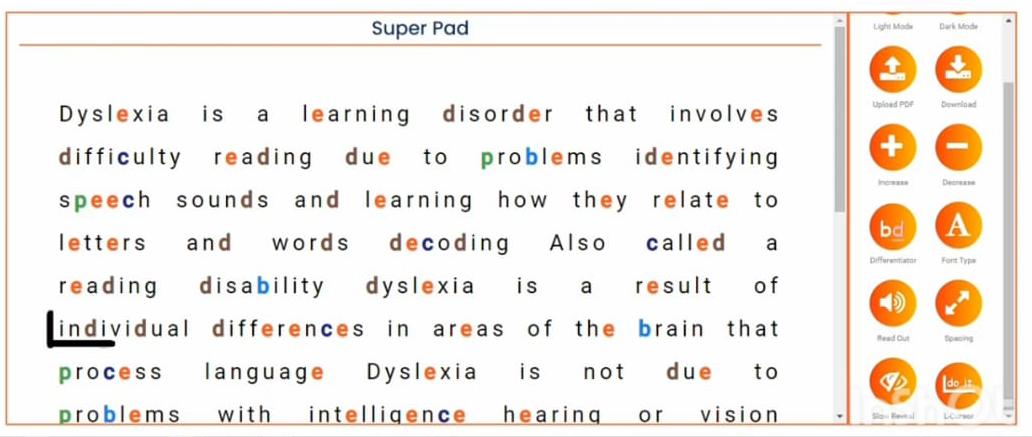 Super Pad
Dyslexia is a learning disorder that involves
difficulty reading due to problems identifying
speech sounds and learning how they relate to
letters and words decoding Also called a
reading disability dyslexia is a result of
individual differences in areas of the brain that
process language Dyslexia is not due to
problems with intelligence hearing or vision
Light Mode Dark Mode
Upload PDF Download
Increase Decrease
bd A
Differentiator Font Type
Read Out Spacing
do it
Slow Reveal L-Cursor
InShOt